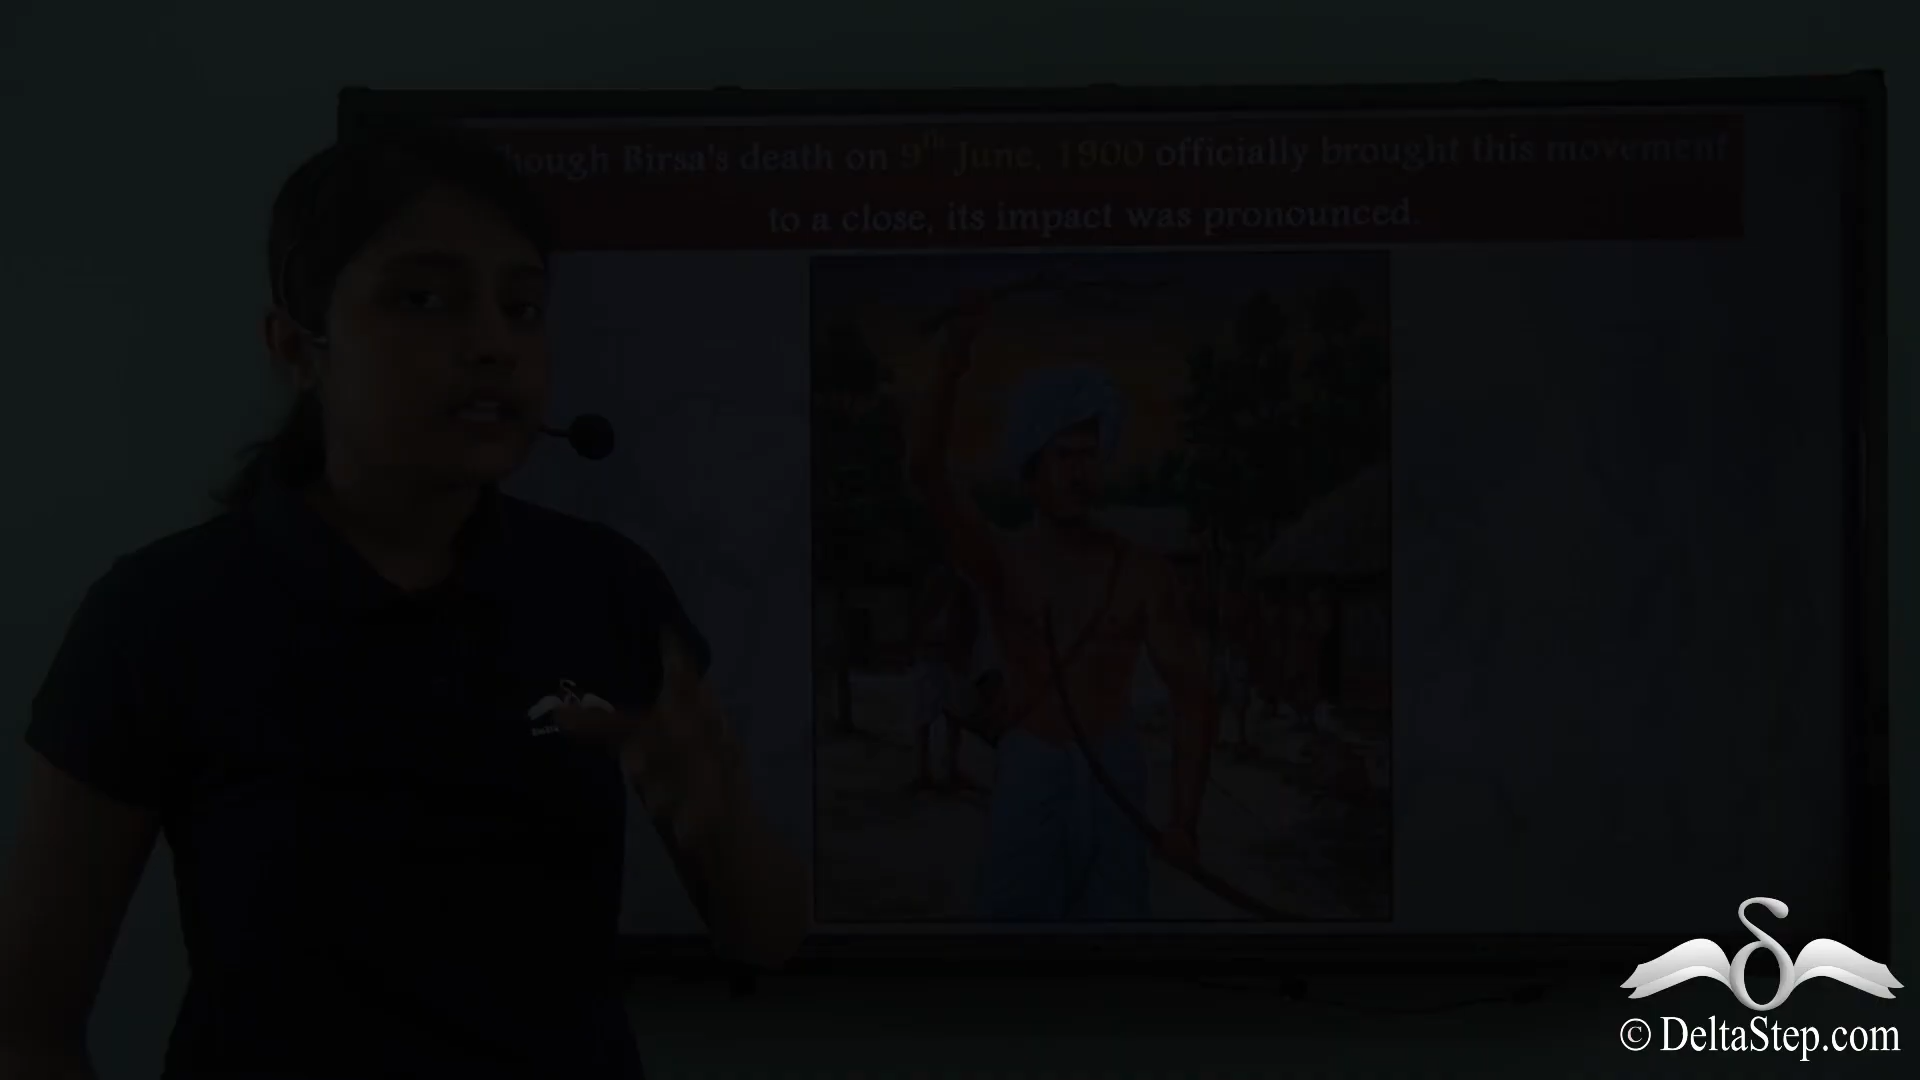 hough Birsa's death on 9th June, 1900 officially brought this movement
to a close, its impact was pronounced.
© DeltaStep.com